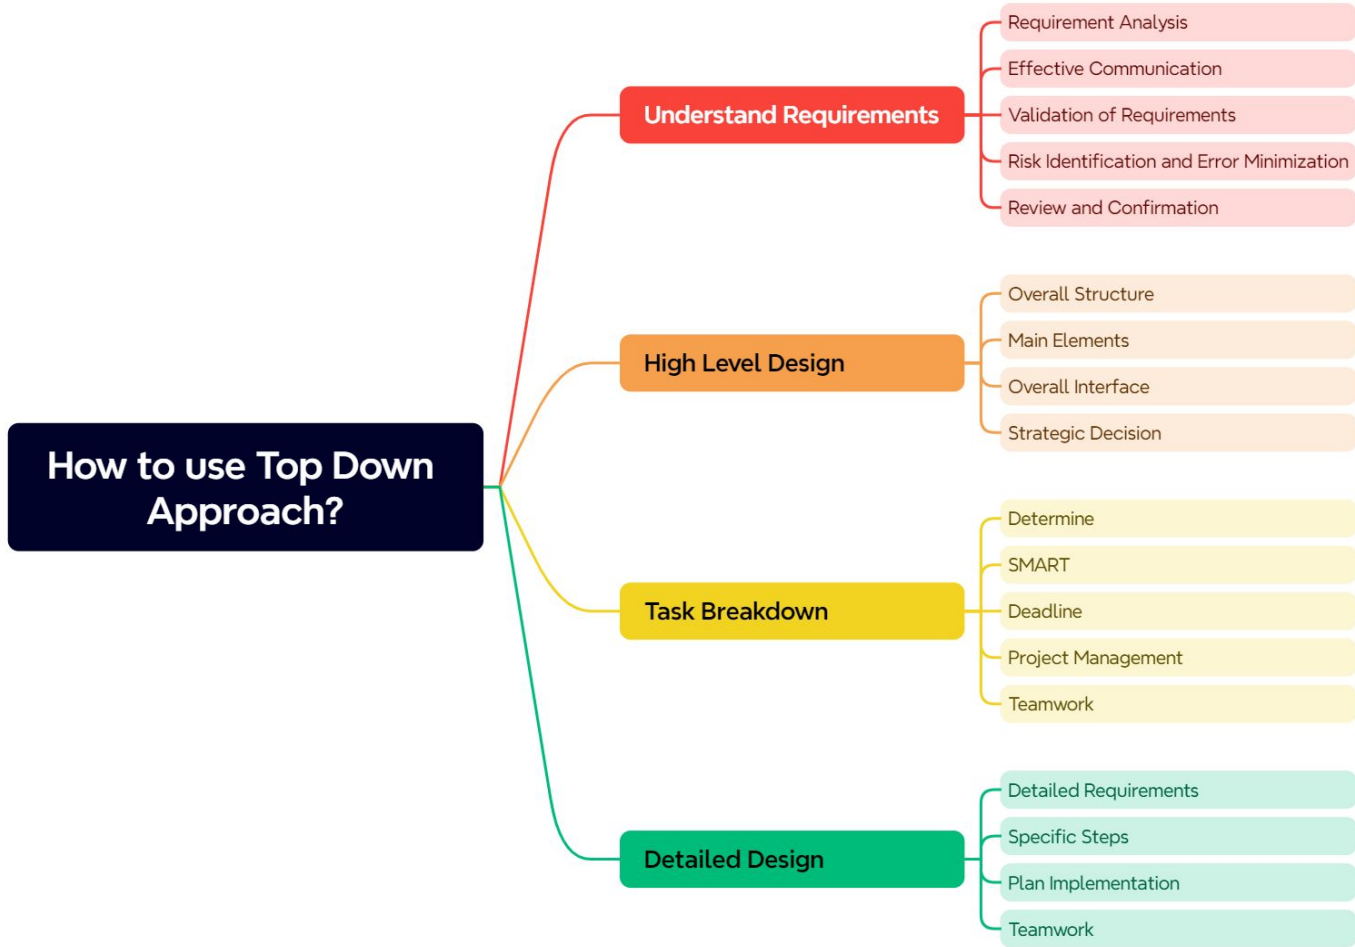 How to use Top Down
Approach?
Understand Requirements
Requirement Analysis
Effective Communication
Validation of Requirements
Risk Identification and Error Minimization
Review and Confirmation
High Level Design
Overall Structure
Main Elements
Overall Interface
Strategic Decision
Task Breakdown
Determine
SMART
Deadline
Project Management
Teamwork
Detailed Design
Detailed Requirements
Specific Steps
Plan Implementation
Teamwork